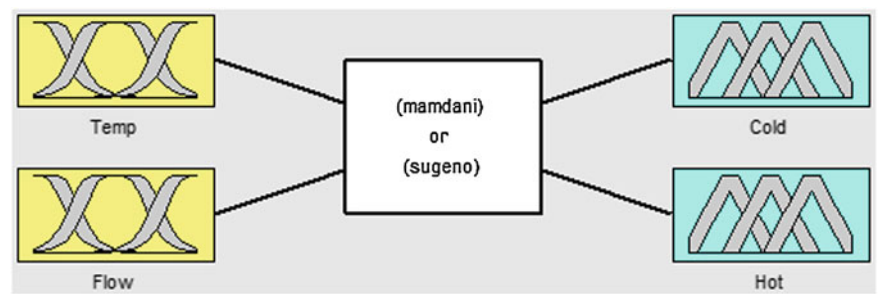 Temp
Flow
(mamdani)
or
(sugeno)
Cold
Hot